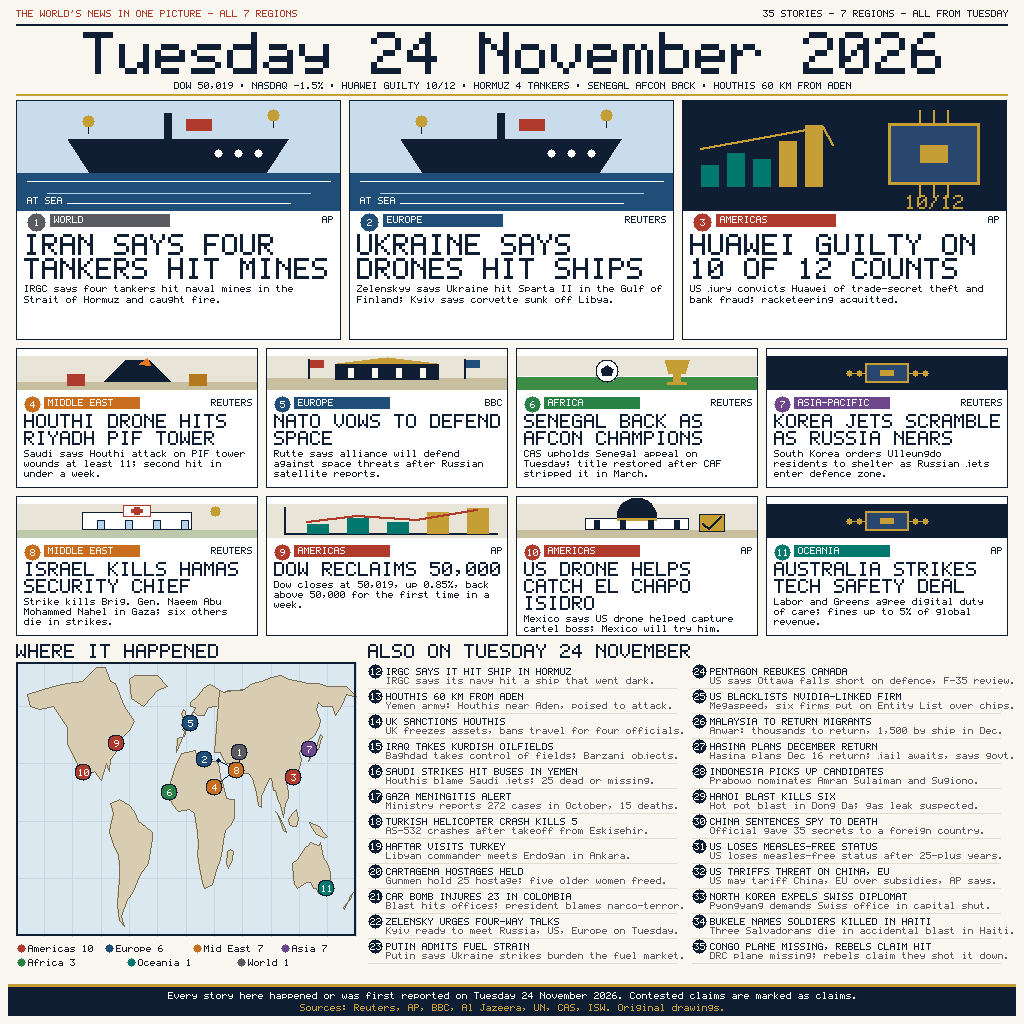 THE WORLD'S NEWS IN ONE PICTURE - ALL 7 REGIONS
35 STORIES - 7 REGIONS - ALL FROM TUESDAY
Tuesday 24 November 2026
DOW 50,019 • NASDAQ -1.5% • HUAWEI GUILTY 10/12 • HORMUZ 4 TANKERS • SENEGAL AFCON BACK • HOUTHIS 60 KM FROM ADEN
AT SEA
1 WORLD AP
IRAN SAYS FOUR
TANKERS HIT MINES
IRGC says four tankers hit naval mines in the
Strait of Hormuz and caught fire.
AT SEA
2 EUROPE REUTERS
UKRAINE SAYS
DRONES HIT SHIPS
Zelenskyy says Ukraine hit Sparta II in the Gulf of
Finland; Kyiv says corvette sunk off Libya.
10/12
3 AMERICAS AP
HUAWEI GUILTY ON
10 OF 12 COUNTS
US jury convicts Huawei of trade-secret theft and
bank fraud; racketeering acquitted.
4 MIDDLE EAST REUTERS
HOUTHI DRONE HITS
RIYADH PIF TOWER
Saudi says Houthi attack on PIF tower
wounds at least 11; second hit in
under a week.
5 EUROPE BBC
NATO VOWS TO DEFEND
SPACE
Rutte says alliance will defend
against space threats after Russian
satellite reports.
6 AFRICA REUTERS
SENEGAL BACK AS
AFCON CHAMPIONS
CAS upholds Senegal appeal on
Tuesday; title restored after CAF
stripped it in March.
7 ASIA-PACIFIC REUTERS
KOREA JETS SCRAMBLE
AS RUSSIA NEARS
South Korea orders Ulleungdo
residents to shelter as Russian jets
enter defence zone.
8 MIDDLE EAST REUTERS
ISRAEL KILLS HAMAS
SECURITY CHIEF
Strike kills Brig. Gen. Naeem Abu
Mohammed Nahel in Gaza; six others
die in strikes.
9 AMERICAS AP
DOW RECLAIMS 50,000
Dow closes at 50,019, up 0.85%, back
above 50,000 for the first time in a
week.
10 AMERICAS AP
US DRONE HELPS
CATCH EL CHAPO
ISIDRO
Mexico says US drone helped capture
cartel boss; Mexico will try him.
11 OCEANIA AP
AUSTRALIA STRIKES
TECH SAFETY DEAL
Labor and Greens agree digital duty
of care; fines up to 5% of global
revenue.
WHERE IT HAPPENED
9
10
5
2
1
8
4
6
7
3
11
Americas 10 Europe 6 Mid East 7 Asia 7
Africa 3 Oceania 1 World 1
ALSO ON TUESDAY 24 NOVEMBER
12 IRGC SAYS IT HIT SHIP IN HORMUZ
IRGC says its navy hit a ship that went dark.
13 HOUTHIS 60 KM FROM ADEN
Yemen army: Houthis near Aden, poised to attack.
14 UK SANCTIONS HOUTHIS
UK freezes assets, bans travel for four officials.
15 IRAQ TAKES KURDISH OILFIELDS
Baghdad takes control of fields; Barzani objects.
16 SAUDI STRIKES HIT BUSES IN YEMEN
Houthis blame Saudi jets; 25 dead or missing.
17 GAZA MENINGITIS ALERT
Ministry reports 272 cases in October, 15 deaths.
18 TURKISH HELICOPTER CRASH KILLS 5
AS-532 crashes after takeoff from Eskisehir.
19 HAFTAR VISITS TURKEY
Libyan commander meets Erdogan in Ankara.
20 CARTAGENA HOSTAGES HELD
Gunmen hold 25 hostage; five older women freed.
21 CAR BOMB INJURES 23 IN COLOMBIA
Blast hits offices; president blames narco-terror.
22 ZELENSKY URGES FOUR-WAY TALKS
Kyiv ready to meet Russia, US, Europe on Tuesday.
23 PUTIN ADMITS FUEL STRAIN
Putin says Ukraine strikes burden the fuel market.
24 PENTAGON REBUKES CANADA
US says Ottawa falls short on defence, F-35 review.
25 US BLACKLISTS NVIDIA-LINKED FIRM
Megaspeed, six firms put on Entity List over chips.
26 MALAYSIA TO RETURN MIGRANTS
Anwar: thousands to return, 1,500 by ship in Dec.
27 HASINA PLANS DECEMBER RETURN
Hasina plans Dec 16 return; jail awaits, says govt.
28 INDONESIA PICKS VP CANDIDATES
Prabowo nominates Amran Sulaiman and Sugiono.
29 HANOI BLAST KILLS SIX
Hot pot blast in Dong Da; gas leak suspected.
30 CHINA SENTENCES SPY TO DEATH
Official gave 35 secrets to a foreign country.
31 US LOSES MEASLES-FREE STATUS
US loses measles-free status after 25-plus years.
32 US TARIFFS THREAT ON CHINA, EU
US may tariff China, EU over subsidies, AP says.
33 NORTH KOREA EXPELS SWISS DIPLOMAT
Pyongyang demands Swiss office in capital shut.
34 BUKELE NAMES SOLDIERS KILLED IN HAITI
Three Salvadorans die in accidental blast in Haiti.
35 CONGO PLANE MISSING, REBELS CLAIM HIT
DRC plane missing; rebels claim they shot it down.
Every story here happened or was first reported on Tuesday 24 November 2026. Contested claims are marked as claims.
Sources: Reuters, AP, BBC, Al Jazeera, UN, CAS, ISW. Original drawings.